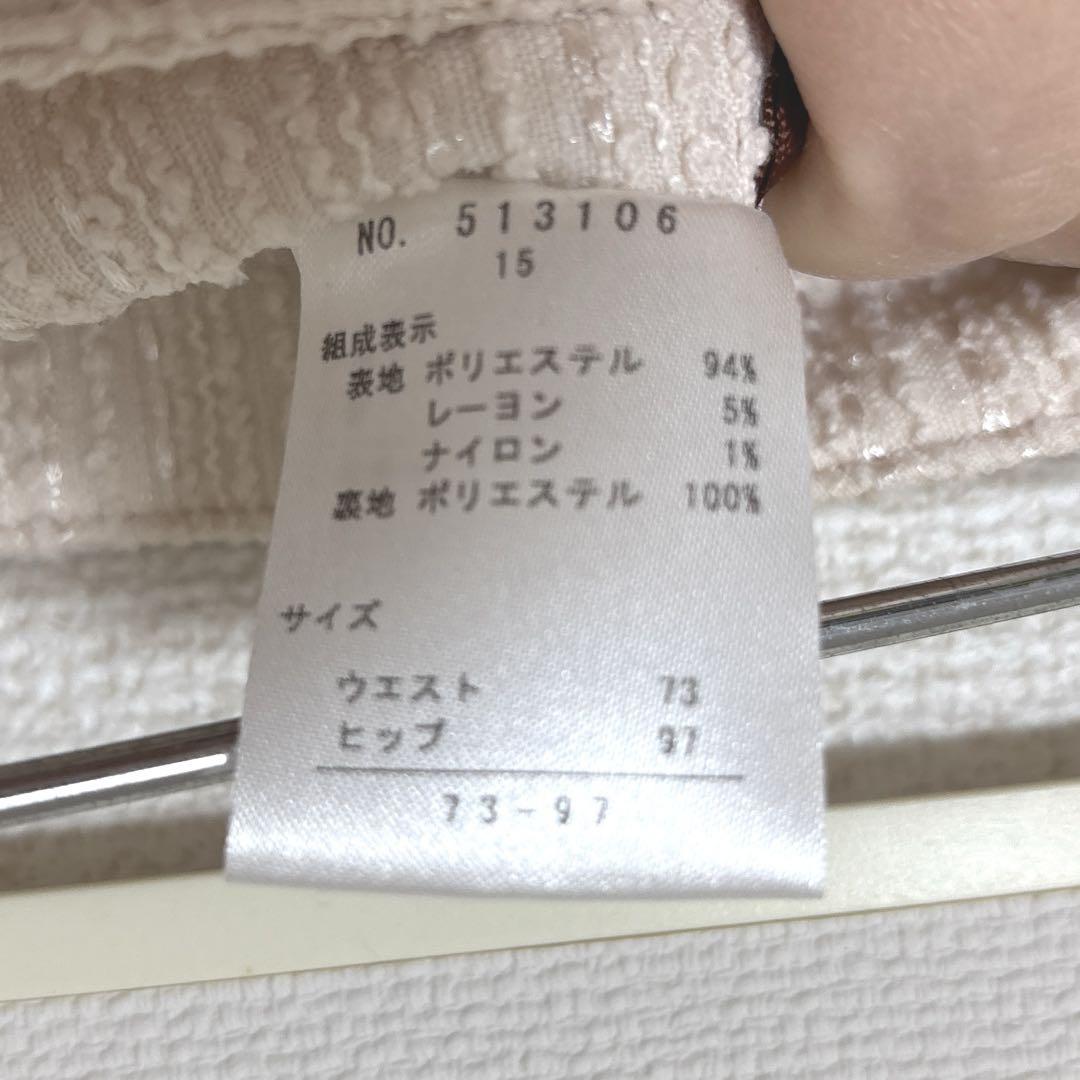 NO. 513106
15
組成表示
表地 ポリエステル 94%
レーヨン 5%
ナイロン 1%
裏地 ポリエステル 100%
サイズ
ウエスト 73
ヒップ 97
73-97